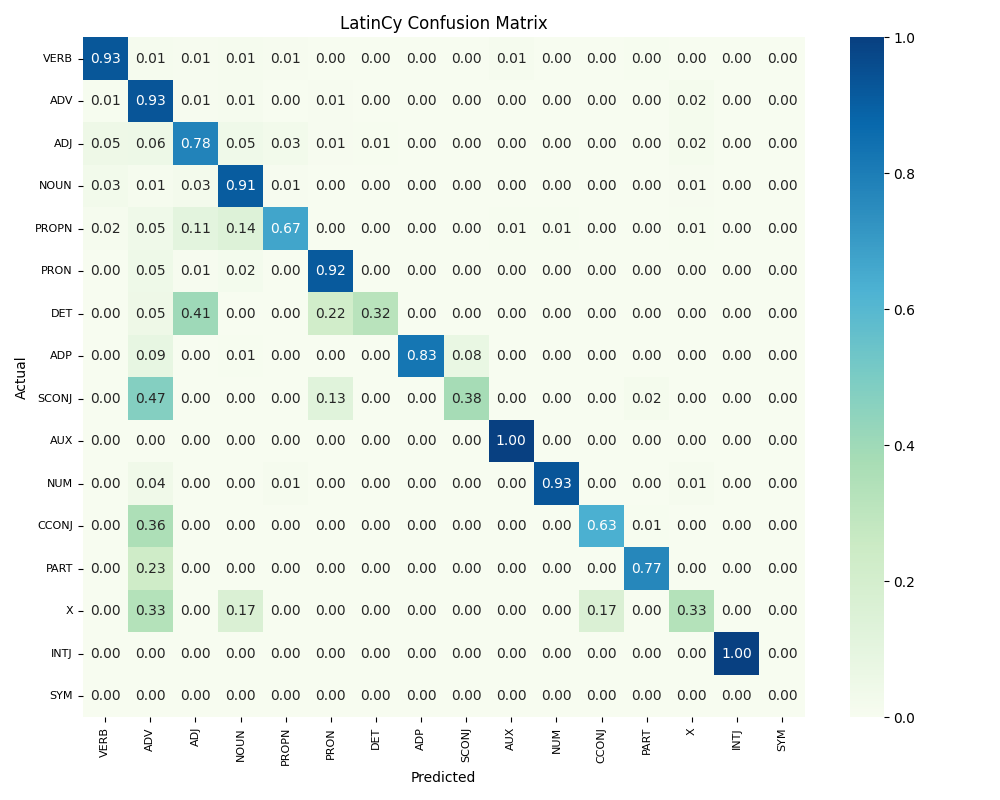 LatinCy Confusion Matrix
VERB 0.93 0.01 0.01 0.01 0.01 0.00 0.00 0.00 0.00 0.01 0.00 0.00 0.00 0.00 0.00 0.00
ADV 0.01 0.93 0.01 0.01 0.00 0.01 0.00 0.00 0.00 0.00 0.00 0.00 0.00 0.02 0.00 0.00
ADJ 0.05 0.06 0.78 0.05 0.03 0.01 0.01 0.00 0.00 0.00 0.00 0.00 0.00 0.02 0.00 0.00
NOUN 0.03 0.01 0.03 0.91 0.01 0.00 0.00 0.00 0.00 0.00 0.00 0.00 0.00 0.01 0.00 0.00
PROPN 0.02 0.05 0.11 0.14 0.67 0.00 0.00 0.00 0.00 0.01 0.01 0.00 0.00 0.01 0.00 0.00
PRON 0.00 0.05 0.01 0.02 0.00 0.92 0.00 0.00 0.00 0.00 0.00 0.00 0.00 0.00 0.00 0.00
DET 0.00 0.05 0.41 0.00 0.00 0.22 0.32 0.00 0.00 0.00 0.00 0.00 0.00 0.00 0.00 0.00
ADP 0.00 0.09 0.00 0.01 0.00 0.00 0.00 0.83 0.08 0.00 0.00 0.00 0.00 0.00 0.00 0.00
SCONJ 0.00 0.47 0.00 0.00 0.00 0.13 0.00 0.00 0.38 0.00 0.00 0.00 0.02 0.00 0.00 0.00
AUX 0.00 0.00 0.00 0.00 0.00 0.00 0.00 0.00 0.00 1.00 0.00 0.00 0.00 0.00 0.00 0.00
NUM 0.00 0.04 0.00 0.00 0.01 0.00 0.00 0.00 0.00 0.00 0.93 0.00 0.00 0.01 0.00 0.00
CCONJ 0.00 0.36 0.00 0.00 0.00 0.00 0.00 0.00 0.00 0.00 0.00 0.63 0.01 0.00 0.00 0.00
PART 0.00 0.23 0.00 0.00 0.00 0.00 0.00 0.00 0.00 0.00 0.00 0.00 0.77 0.00 0.00 0.00
X 0.00 0.33 0.00 0.17 0.00 0.00 0.00 0.00 0.00 0.00 0.00 0.17 0.00 0.33 0.00 0.00
INTJ 0.00 0.00 0.00 0.00 0.00 0.00 0.00 0.00 0.00 0.00 0.00 0.00 0.00 0.00 1.00 0.00
SYM 0.00 0.00 0.00 0.00 0.00 0.00 0.00 0.00 0.00 0.00 0.00 0.00 0.00 0.00 0.00 0.00
VERB ADV ADJ NOUN PROPN PRON DET ADP SCONJ AUX NUM CCONJ PART X INTJ SYM
Predicted
Actual
1.0
0.8
0.6
0.4
0.2
0.0